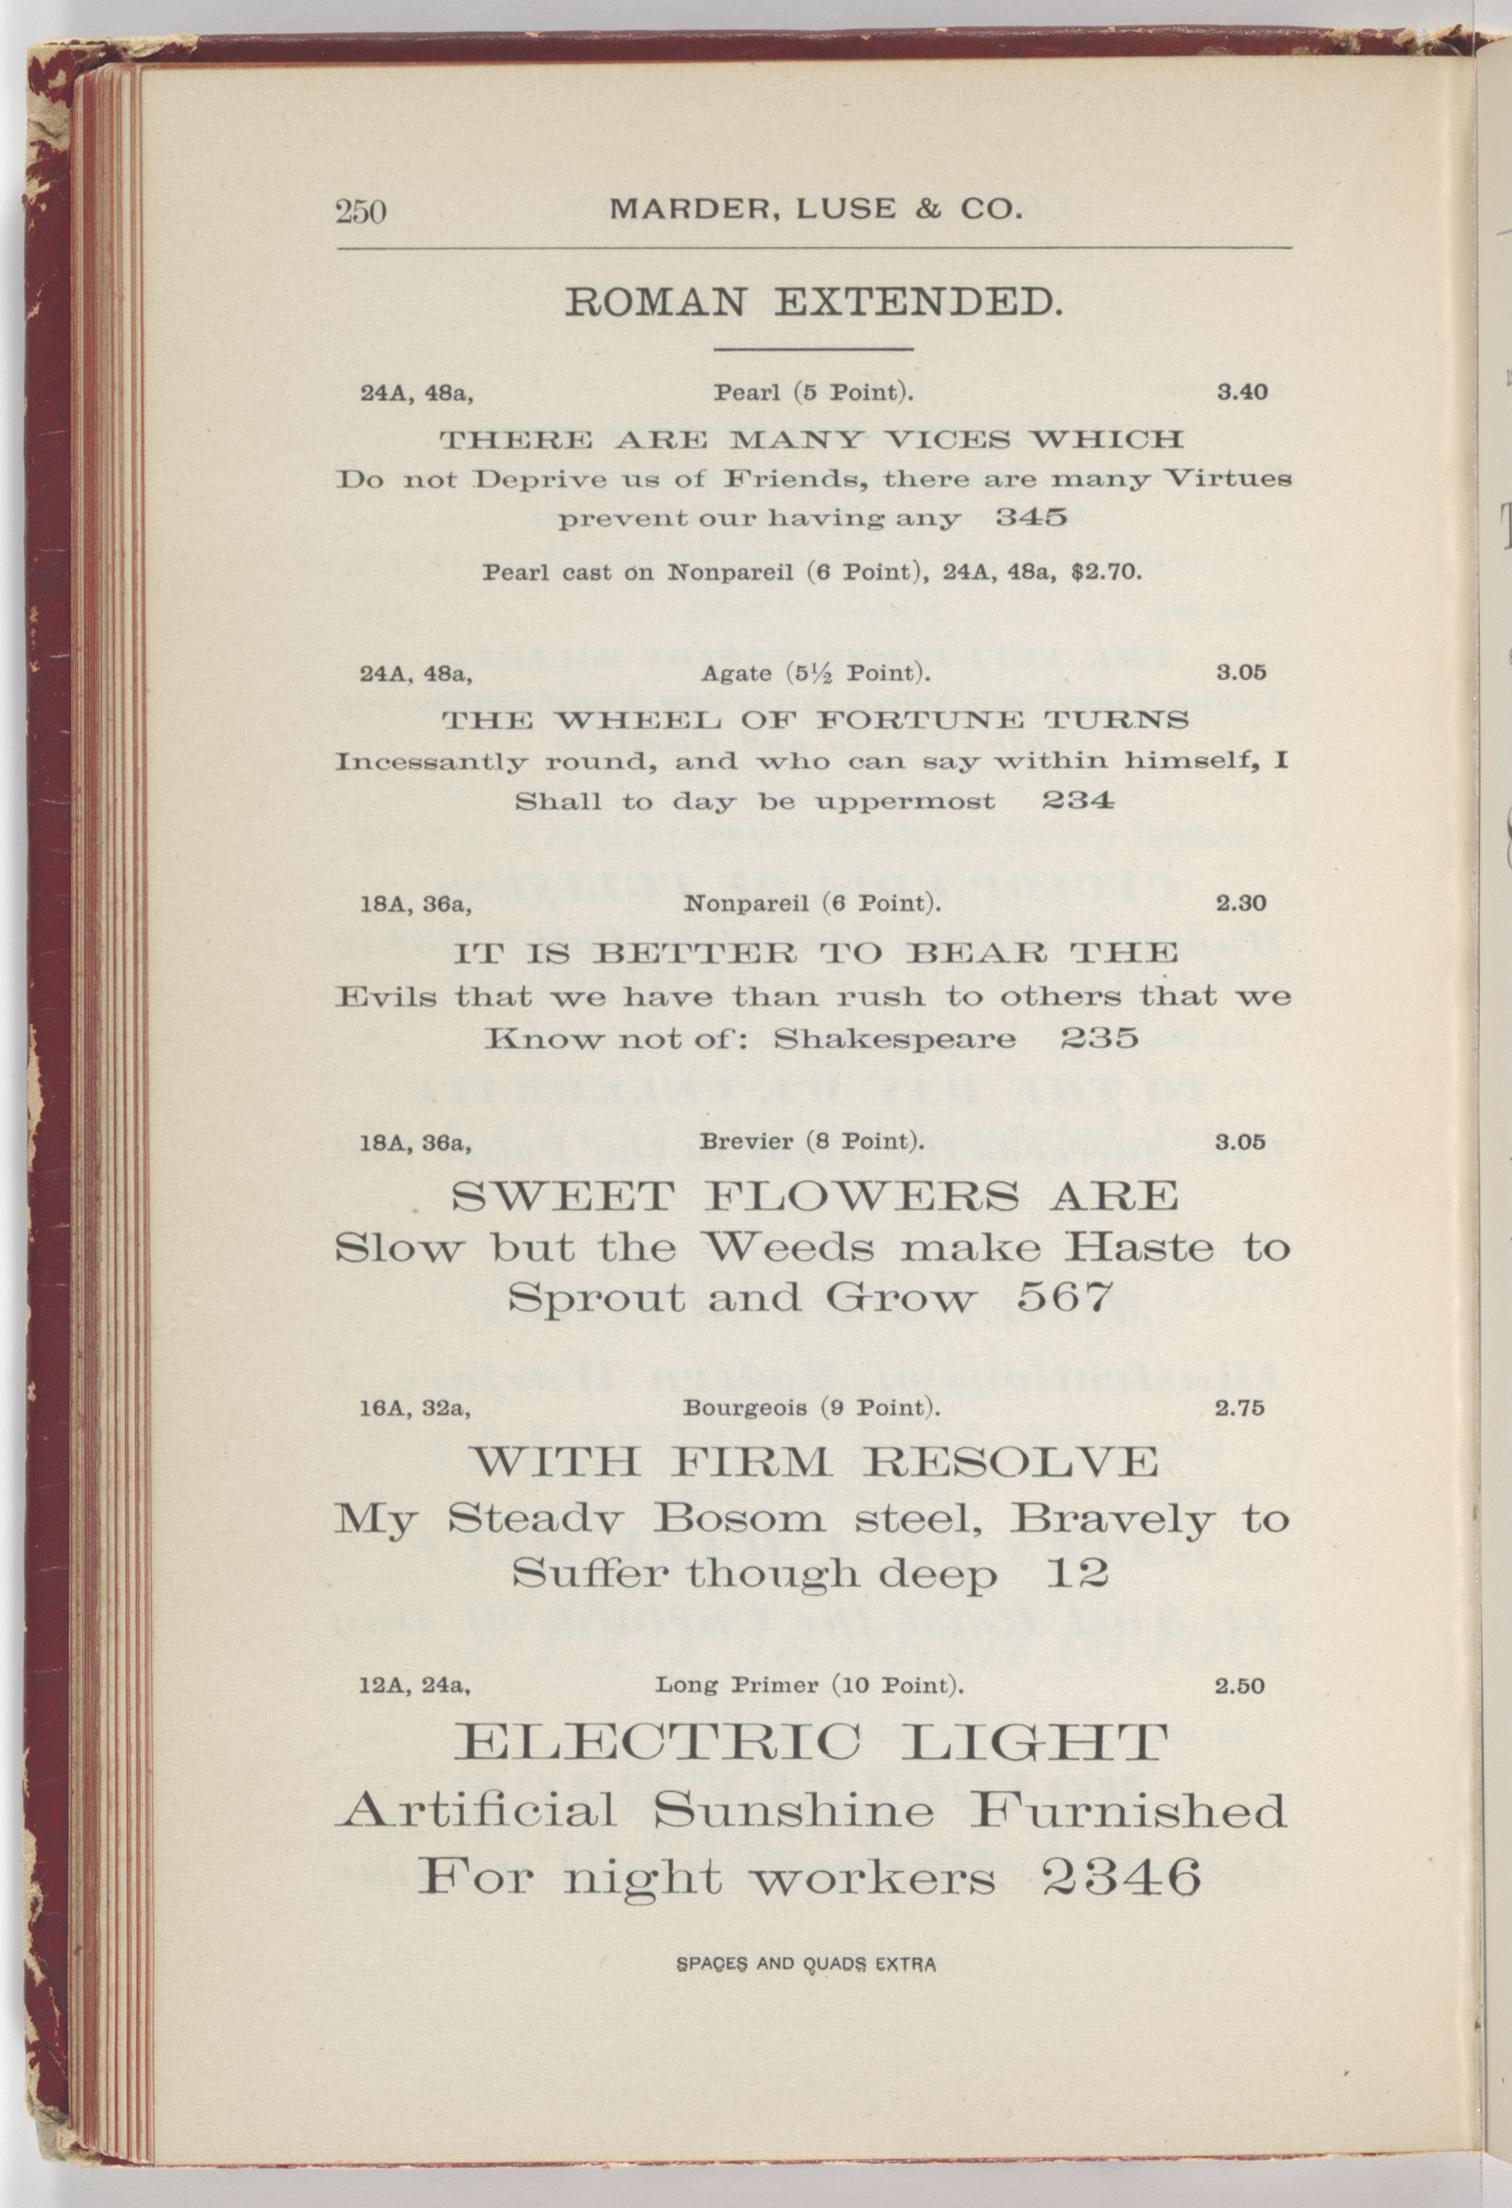 250 MARDER, LUSE & CO.
ROMAN EXTENDED.
24A, 48a, Pearl (5 Point). 3.40
THERE ARE MANY VICES WHICH
Do not Deprive us of Friends, there are many Virtues
prevent our having any 345
Pearl cast on Nonpareil (6 Point), 24A, 48a, $2.70.
24A, 48a, Agate (5½ Point). 3.05
THE WHEEL OF FORTUNE TURNS
Incessantly round, and who can say within himself, I
Shall to day be uppermost 234
18A, 36a, Nonpareil (6 Point). 2.30
IT IS BETTER TO BEAR THE
Evils that we have than rush to others that we
Know not of: Shakespeare 235
18A, 36a, Brevier (8 Point). 3.05
SWEET FLOWERS ARE
Slow but the Weeds make Haste to
Sprout and Grow 567
16A, 32a, Bourgeois (9 Point). 2.75
WITH FIRM RESOLVE
My Steady Bosom steel, Bravely to
Suffer though deep 12
12A, 24a, Long Primer (10 Point). 2.50
ELECTRIC LIGHT
Artificial Sunshine Furnished
For night workers 2346
SPACES AND QUADS EXTRA